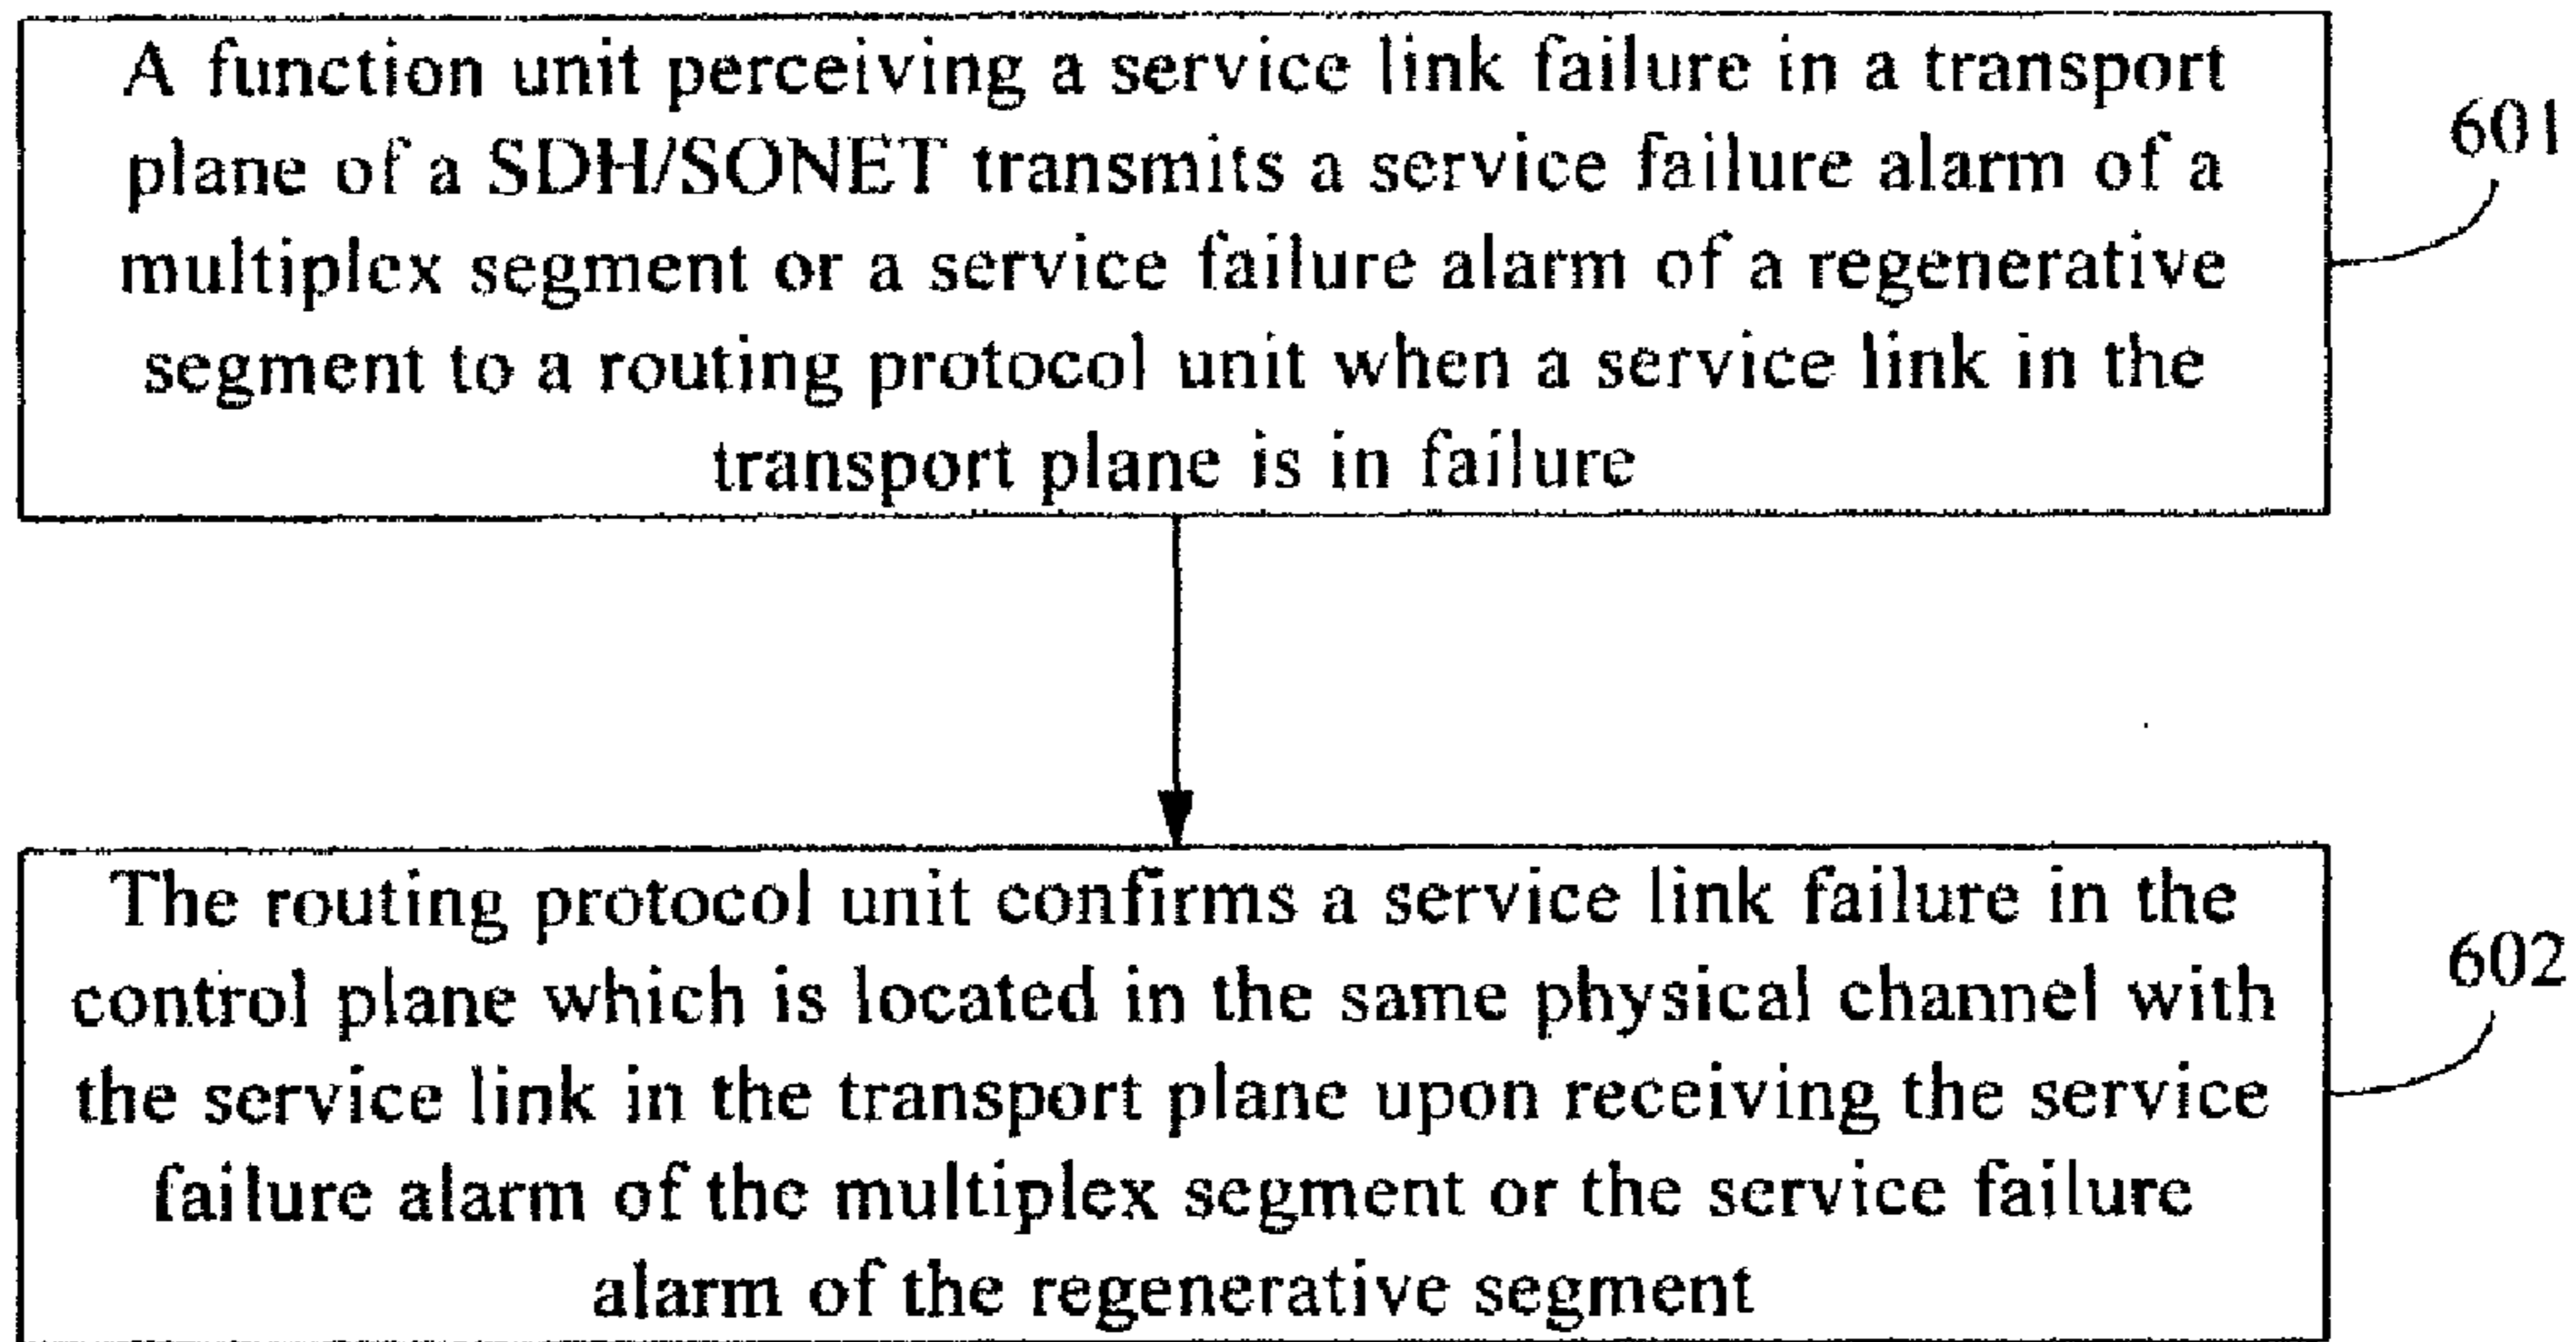 A function unit perceiving a service link failure in a transport
plane of a SDH/SONET transmits a service failure alarm of a
multiplex segment or a service failure alarm of a regenerative
segment to a routing protocol unit when a service link in the
transport plane is in failure
601
The routing protocol unit confirms a service link failure in the
control plane which is located in the same physical channel with
the service link in the transport plane upon receiving the service
failure alarm of the multiplex segment or the service failure
alarm of the regenerative segment
602